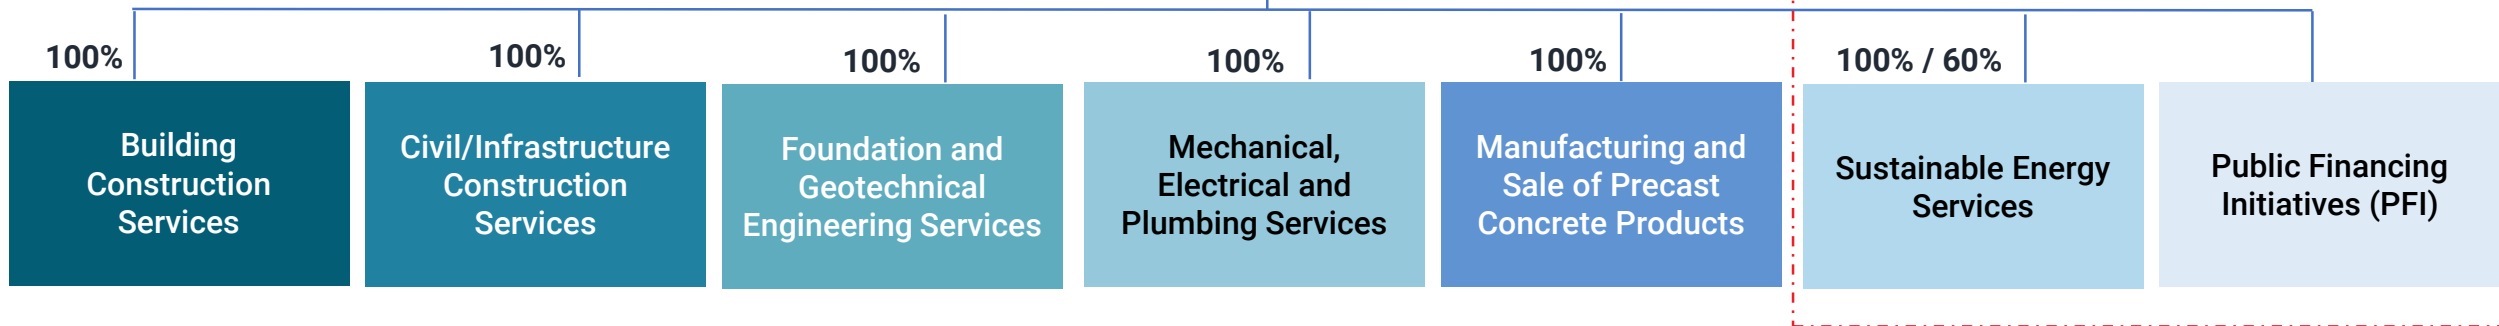 100%
Building
Construction
Services
100%
Civil/Infrastructure
Construction
Services
100%
Foundation and
Geotechnical
Engineering Services
100%
Mechanical,
Electrical and
Plumbing Services
100%
Manufacturing and
Sale of Precast
Concrete Products
100% / 60%
Sustainable Energy
Services
Public Financing
Initiatives (PFI)